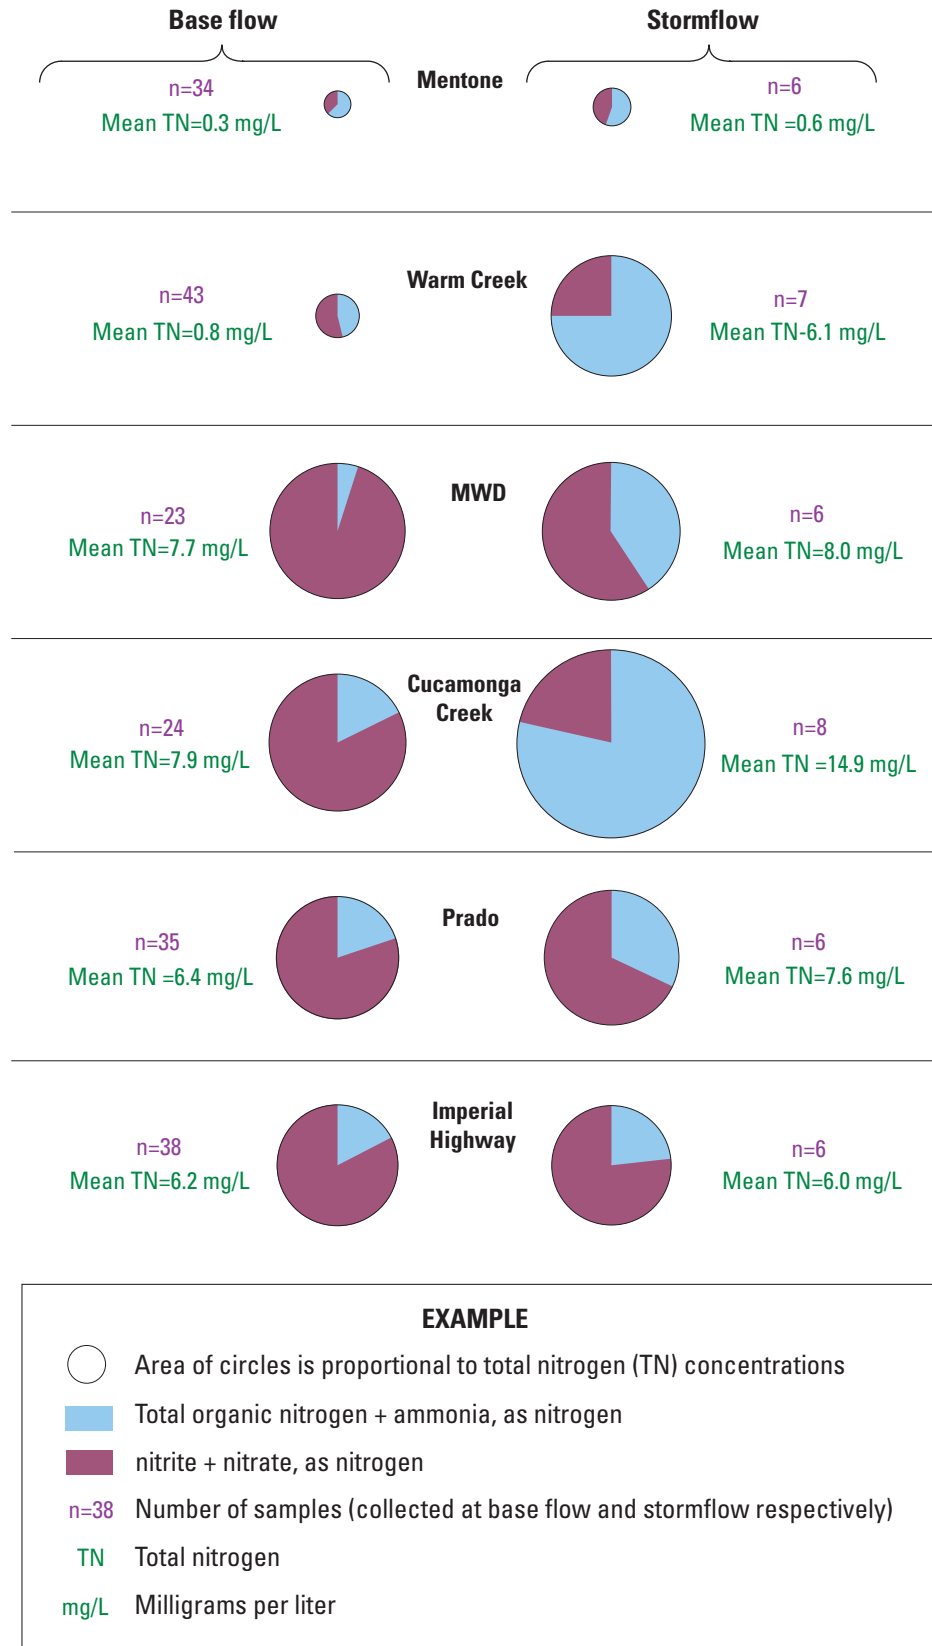 Base flow
Stormflow
Mentone
n=34
Mean TN=0.3 mg/L
n=6
Mean TN =0.6 mg/L
Warm Creek
n=43
Mean TN=0.8 mg/L
n=7
Mean TN-6.1 mg/L
MWD
n=23
Mean TN=7.7 mg/L
n=6
Mean TN=8.0 mg/L
Cucamonga
Creek
n=24
Mean TN=7.9 mg/L
n=8
Mean TN =14.9 mg/L
Prado
n=35
Mean TN =6.4 mg/L
n=6
Mean TN=7.6 mg/L
Imperial
Highway
n=38
Mean TN=6.2 mg/L
n=6
Mean TN=6.0 mg/L
EXAMPLE
Area of circles is proportional to total nitrogen (TN) concentrations
Total organic nitrogen + ammonia, as nitrogen
nitrite + nitrate, as nitrogen
n=38 Number of samples (collected at base flow and stormflow respectively)
TN Total nitrogen
mg/L Milligrams per liter